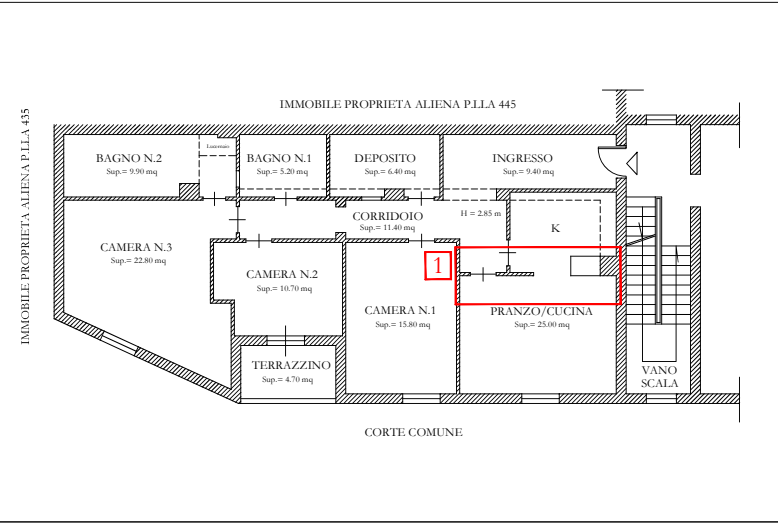 IMMOBILE PROPRIETA ALIENA P.LLA 445
IMMOBILE PROPRIETA ALIENA P.LLA 435
BAGNO N.2
Sup.= 9.90 mq
Lucernaio
BAGNO N.1
Sup.= 5.20 mq
DEPOSITO
Sup.= 6.40 mq
INGRESSO
Sup.= 9.40 mq
CORRIDOIO
Sup.= 11.40 mq
H = 2.85 m
K
CAMERA N.3
Sup.= 22.80 mq
CAMERA N.2
Sup.= 10.70 mq
1
CAMERA N.1
Sup.= 15.80 mq
PRANZO/CUCINA
Sup.= 25.00 mq
TERRAZZINO
Sup.= 4.70 mq
VANO
SCALA
CORTE COMUNE